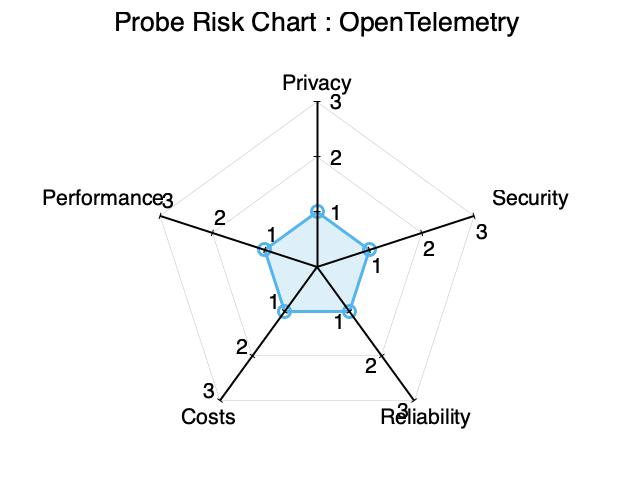 Probe Risk Chart : OpenTelemetry
Privacy
3
2
1
Performance
3
2
1
Security
3
2
1
1
2
3
Costs
1
2
3
Reliability